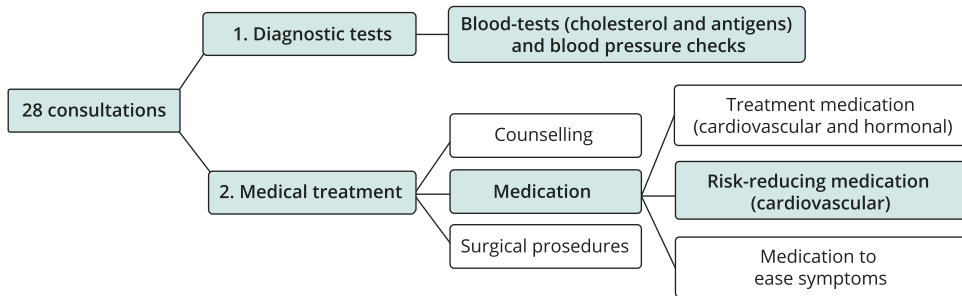 1. Diagnostic tests
Blood-tests (cholesterol and antigens)
and blood pressure checks
28 consultations
2. Medical treatment
Counselling
Medication
Surgical prosedures
Treatment medication
(cardiovascular and hormonal)
Risk-reducing medication
(cardiovascular)
Medication to
ease symptoms